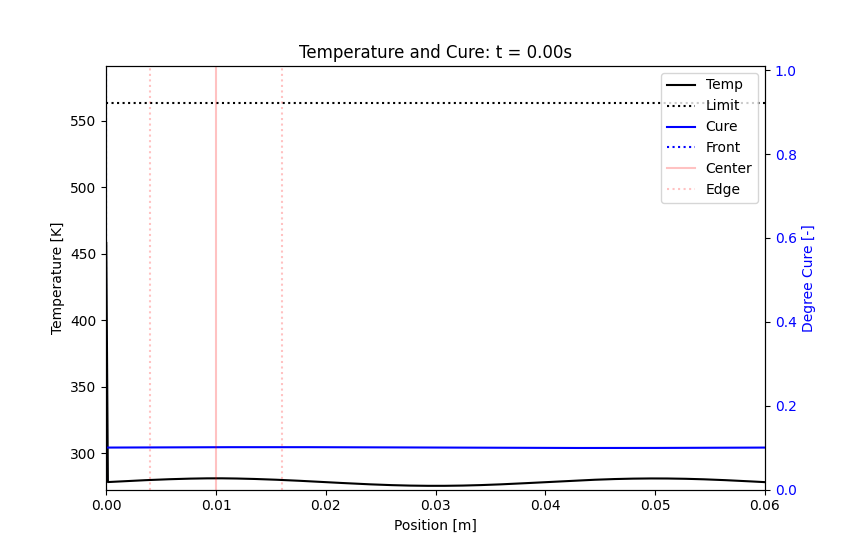 Temperature and Cure: t = 0.00s
Temp
Limit
Cure
Front
Center
Edge
550
500
450
400
350
300
Temperature [K]
1.0
0.8
0.6
0.4
0.2
0.0
Degree Cure [-]
0.00
0.01
0.02
0.03
0.04
0.05
0.06
Position [m]